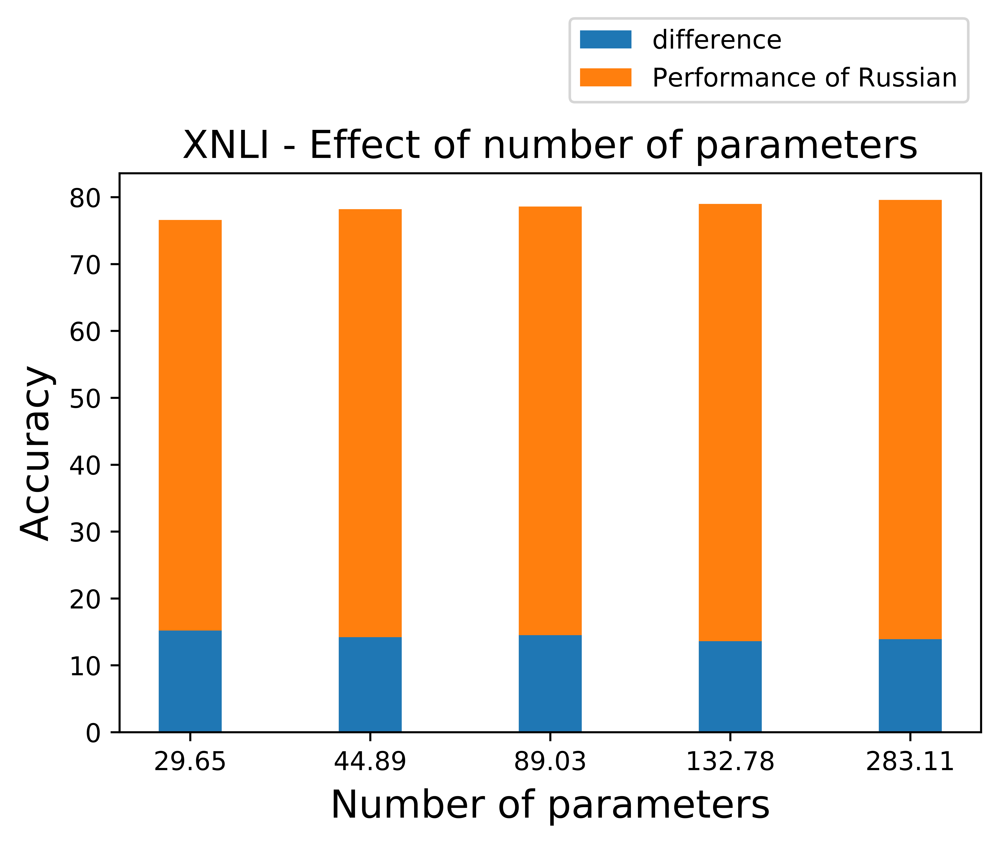 difference
Performance of Russian
XNLI - Effect of number of parameters
Accuracy
80
70
60
50
40
30
20
10
0
29.65 44.89 89.03 132.78 283.11
Number of parameters